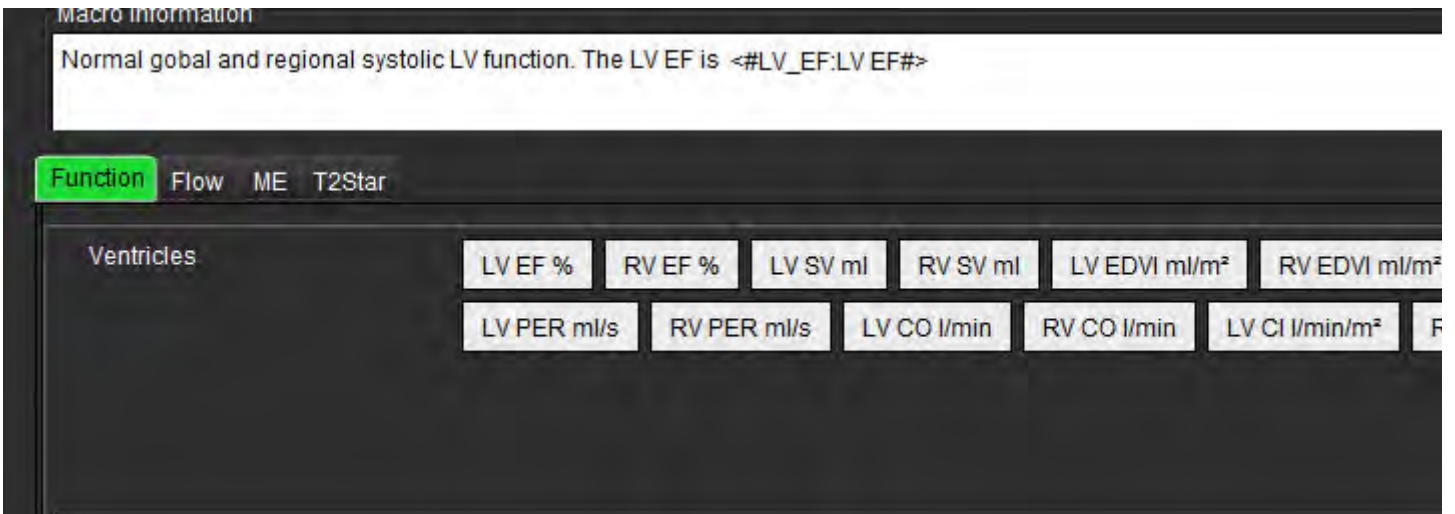 Macro Information
Normal gobal and regional systolic LV function. The LV EF is <#LV_EF:LV EF#>
Function Flow ME T2Star
Ventricles
LV EF % RV EF % LV SV ml RV SV ml LV EDVI ml/m² RV EDVI ml/m²
LV PER ml/s RV PER ml/s LV CO l/min RV CO l/min LV CI l/min/m²